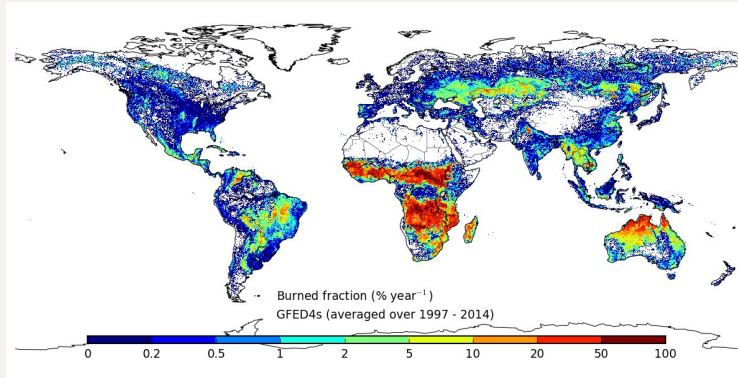 Burned fraction (% year⁻¹)
GFED4s (averaged over 1997 - 2014)
0 0.2 0.5 1 2 5 10 20 50 100